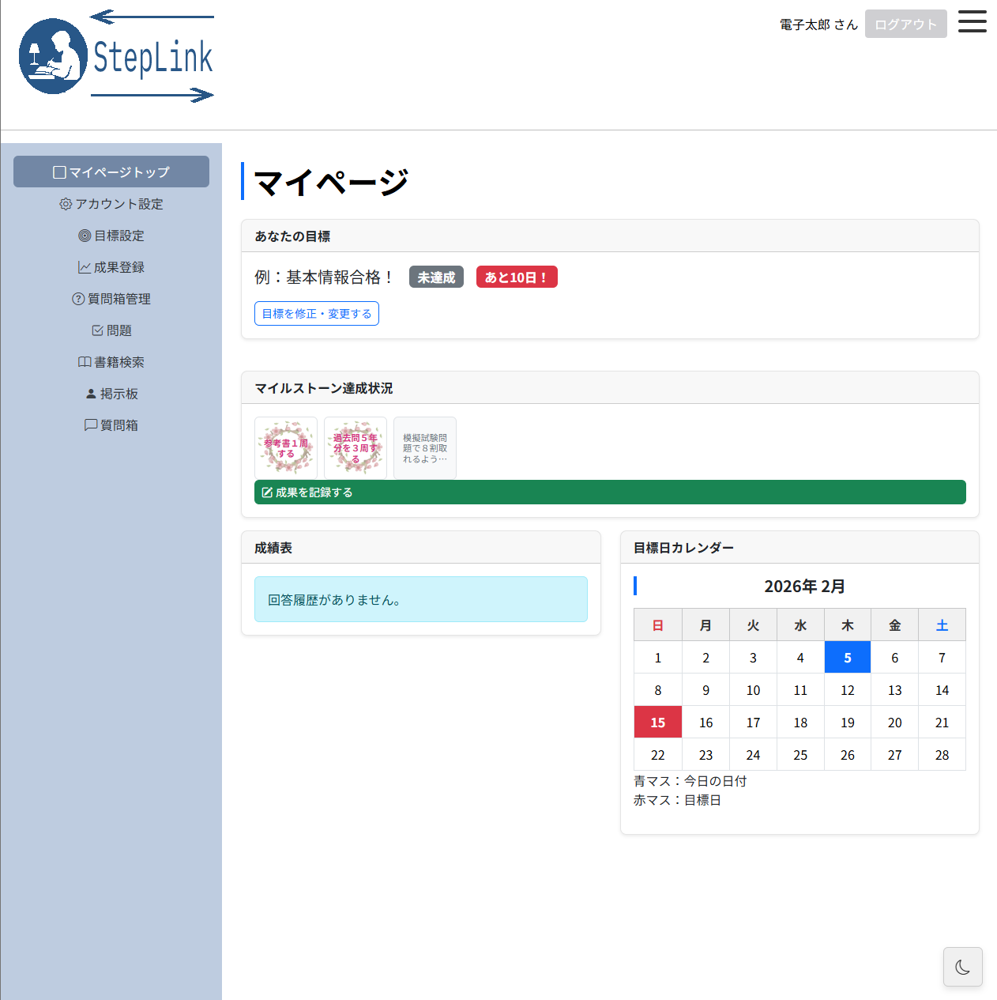 StepLink
電子太郎 さん
ログアウト
マイページトップ
アカウント設定
目標設定
成果登録
質問箱管理
問題
書籍検索
掲示板
質問箱
マイページ
あなたの目標
例：基本情報合格！ 未達成 あと10日！
目標を修正・変更する
マイルストーン達成状況
参考書１周
する
過去問５年
分を３周す
る
模擬試験問
題で８割取
れるよう…
成果を記録する
成績表
回答履歴がありません。
目標日カレンダー
2026年 2月
日 月 火 水 木 金 土
1 2 3 4 5 6 7
8 9 10 11 12 13 14
15 16 17 18 19 20 21
22 23 24 25 26 27 28
青マス：今日の日付
赤マス：目標日